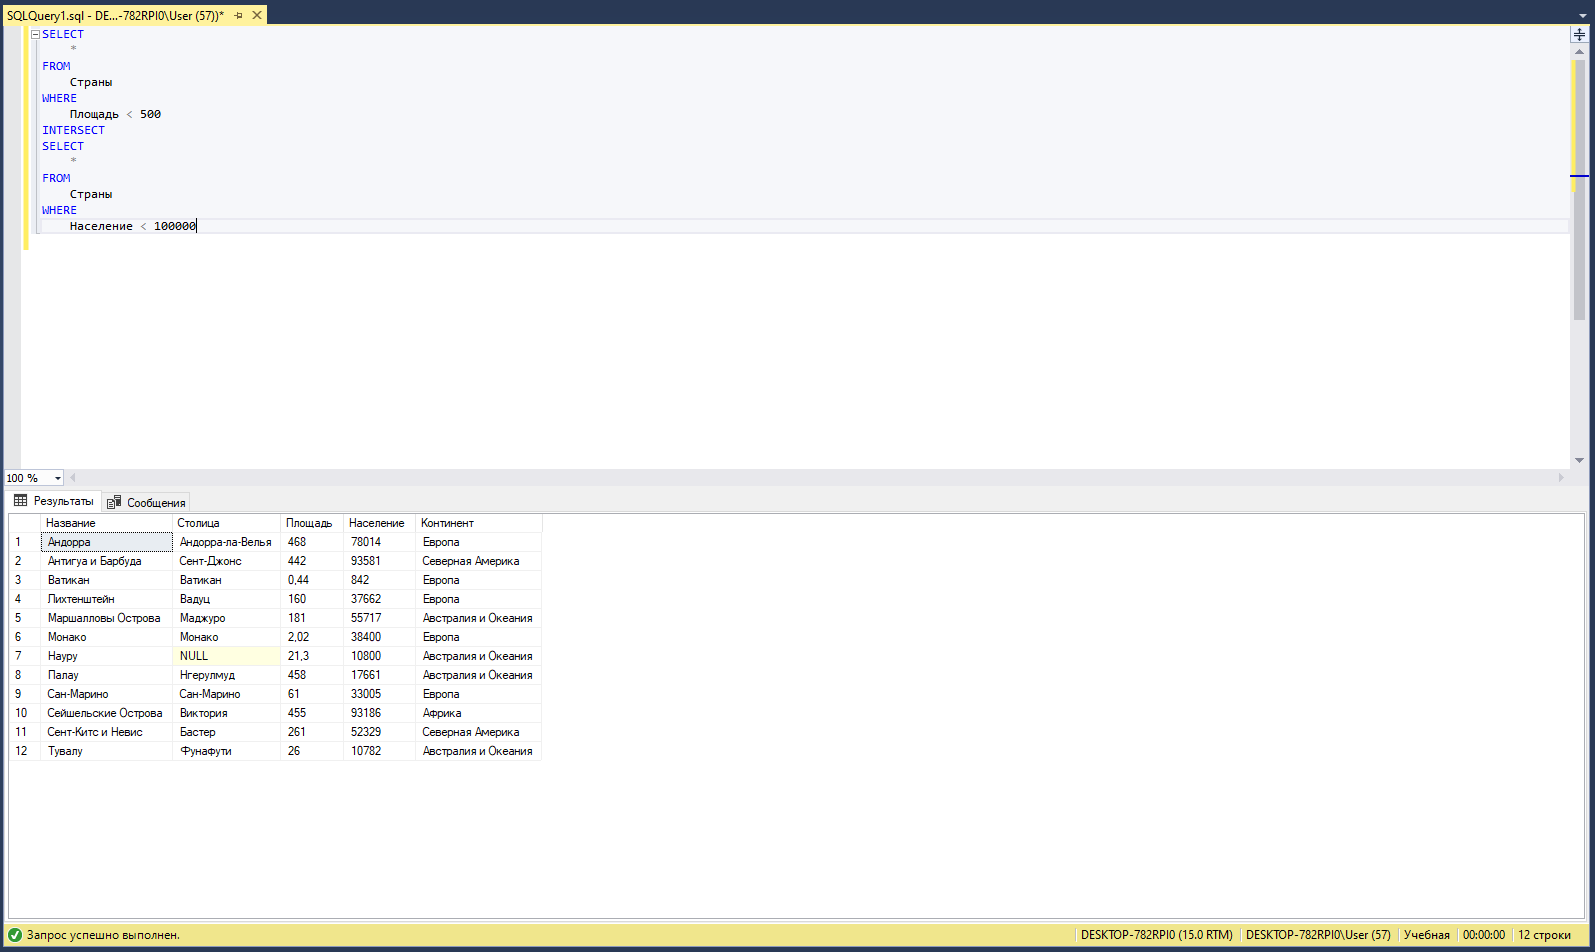 SQLQuery1.sql - DE...-782RPI0\User (57))*
SELECT
*
FROM
Страны
WHERE
Площадь < 500
INTERSECT
SELECT
*
FROM
Страны
WHERE
Население < 100000
100 %
Результаты Сообщения
Название Столица Площадь Население Континент
1 Андорра Андорра-ла-Велья 468 78014 Европа
2 Антигуа и Барбуда Сент-Джонс 442 93581 Северная Америка
3 Ватикан Ватикан 0,44 842 Европа
4 Лихтенштейн Вадуц 160 37662 Европа
5 Маршалловы Острова Маджуро 181 55717 Австралия и Океания
6 Монако Монако 2,02 38400 Европа
7 Науру NULL 21,3 10800 Австралия и Океания
8 Палау Нгерулмуд 458 17661 Австралия и Океания
9 Сан-Марино Сан-Марино 61 33005 Европа
10 Сейшельские Острова Виктория 455 93186 Африка
11 Сент-Китс и Невис Бастер 261 52329 Северная Америка
12 Тувалу Фунафути 26 10782 Австралия и Океания
Запрос успешно выполнен. DESKTOP-782RPI0 (15.0 RTM) DESKTOP-782RPI0\User (57) Учебная 00:00:00 12 строки